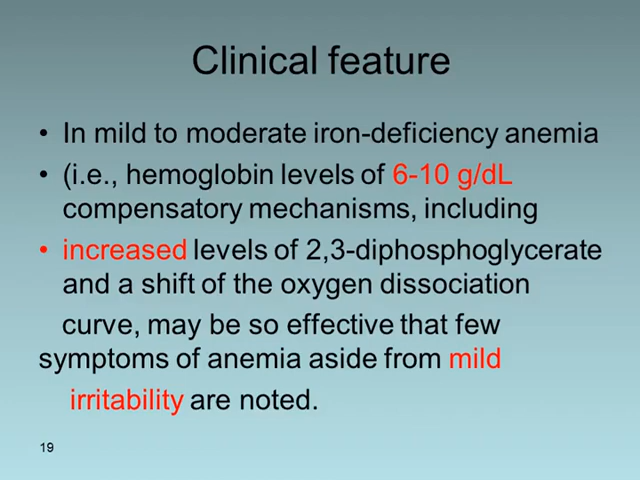 Clinical feature
• In mild to moderate iron-deficiency anemia
• (i.e., hemoglobin levels of 6-10 g/dL
compensatory mechanisms, including
• increased levels of 2,3-diphosphoglycerate
and a shift of the oxygen dissociation
curve, may be so effective that few
symptoms of anemia aside from mild
irritability are noted.
19